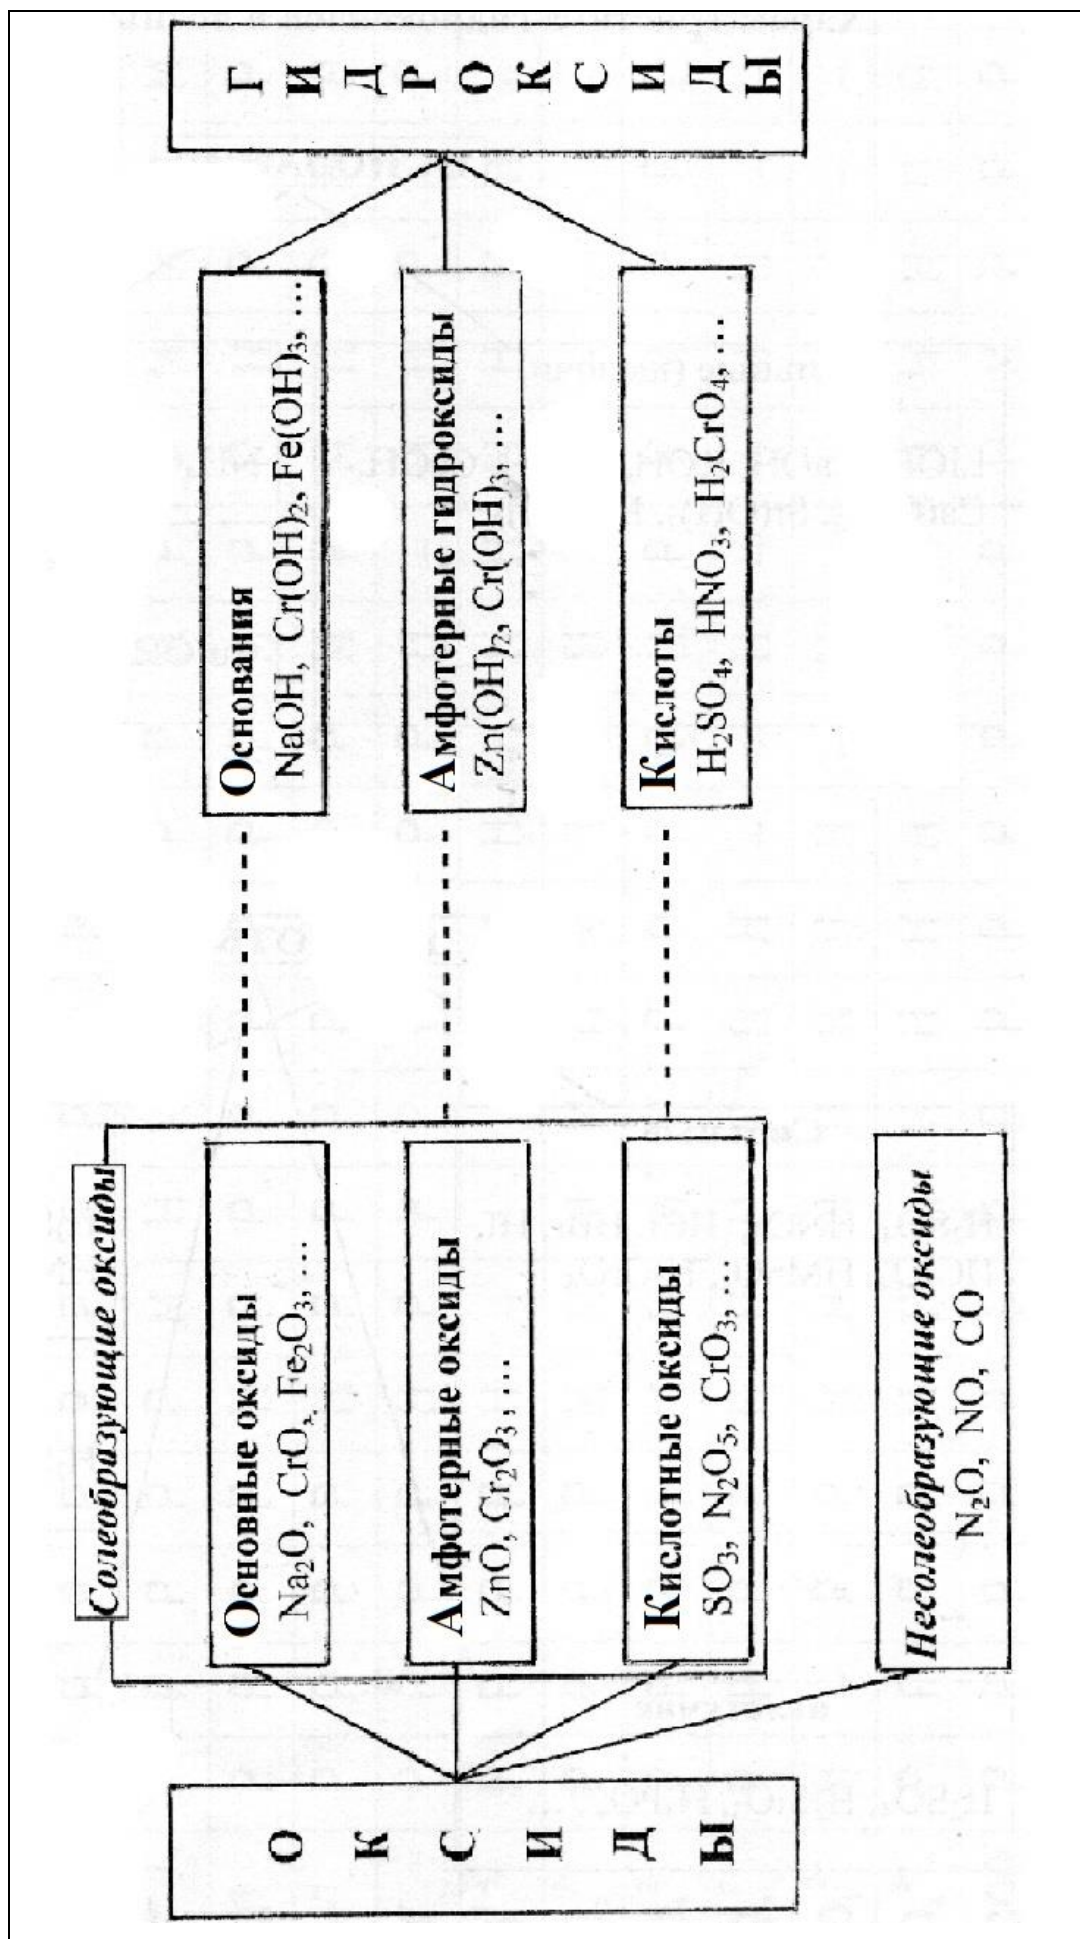 ОКСИДЫ
Солеобразующие оксиды
Основные оксиды
Na₂O, CrO, Fe₂O₃, …
Амфотерные оксиды
ZnO, Cr₂O₃, …
Кислотные оксиды
SO₃, N₂O₅, CrO₃, …
Несолеобразующие оксиды
N₂O, NO, CO
Основания
NaOH, Cr(OH)₂, Fe(OH)₃, …
Амфотерные гидроксиды
Zn(OH)₂, Cr(OH)₃, …
Кислоты
H₂SO₄, HNO₃, H₂CrO₄, …
ГИДРОКСИДЫ